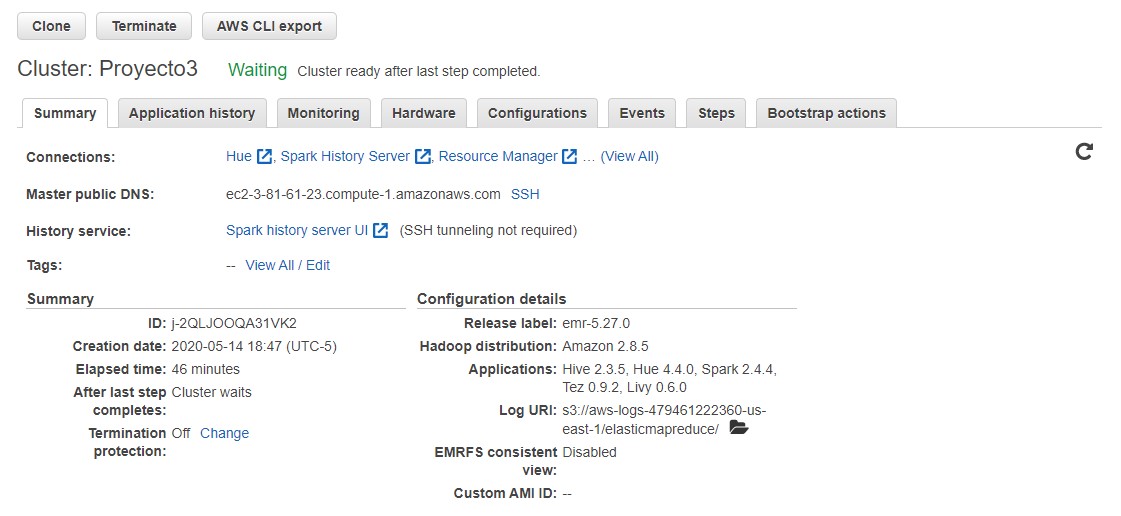 Clone Terminate AWS CLI export
Cluster: Proyecto3 Waiting Cluster ready after last step completed.
Summary Application history Monitoring Hardware Configurations Events Steps Bootstrap actions
Connections: Hue, Spark History Server, Resource Manager ... (View All)
Master public DNS: ec2-3-81-61-23.compute-1.amazonaws.com SSH
History service: Spark history server UI (SSH tunneling not required)
Tags: -- View All / Edit
Summary
ID: j-2QLJOOQA31VK2
Creation date: 2020-05-14 18:47 (UTC-5)
Elapsed time: 46 minutes
After last step Cluster waits
completes:
Termination Off Change
protection:
Configuration details
Release label: emr-5.27.0
Hadoop distribution: Amazon 2.8.5
Applications: Hive 2.3.5, Hue 4.4.0, Spark 2.4.4,
Tez 0.9.2, Livy 0.6.0
Log URI: s3://aws-logs-479461222360-us-
east-1/elasticmapreduce/
EMRFS consistent Disabled
view:
Custom AMI ID: --